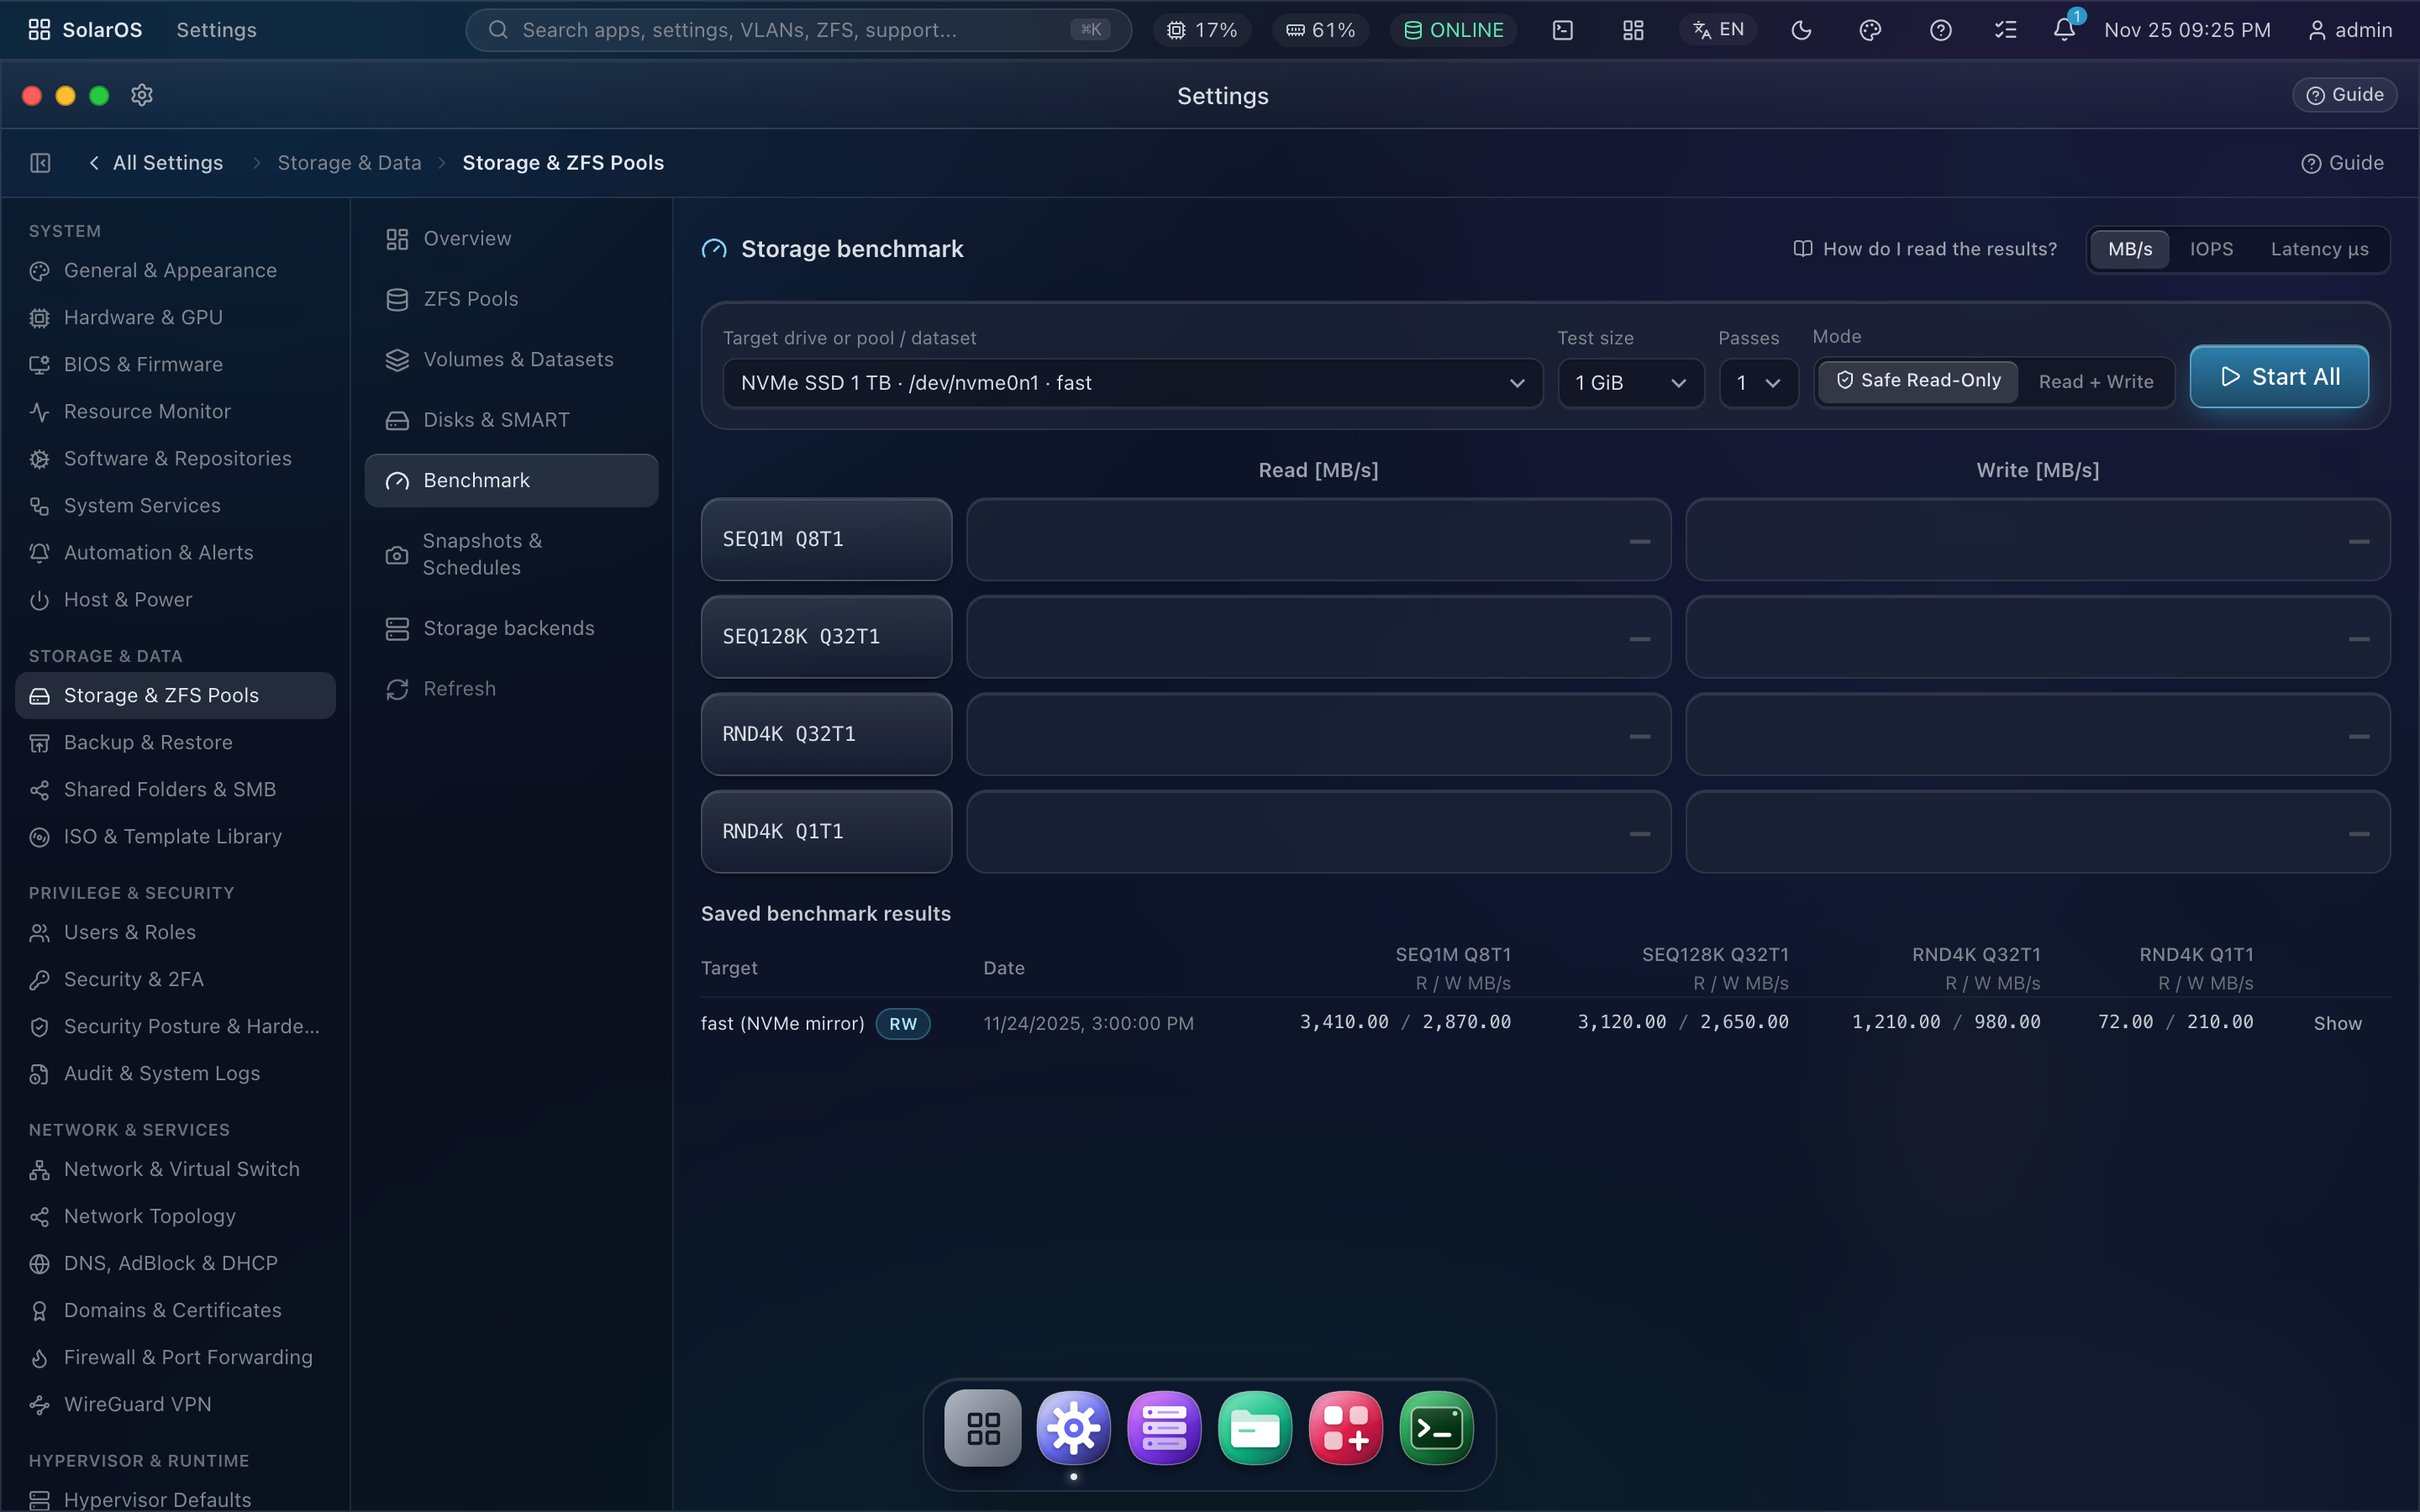 SolarOS
Settings
Search apps, settings, VLANs, ZFS, support...
⌘K
17%
61%
ONLINE
EN
1
Nov 25 09:25 PM
admin
Settings
Guide
All Settings
Storage & Data
Storage & ZFS Pools
Guide
SYSTEM
General & Appearance
Hardware & GPU
BIOS & Firmware
Resource Monitor
Software & Repositories
System Services
Automation & Alerts
Host & Power
STORAGE & DATA
Storage & ZFS Pools
Backup & Restore
Shared Folders & SMB
ISO & Template Library
PRIVILEGE & SECURITY
Users & Roles
Security & 2FA
Security Posture & Harde...
Audit & System Logs
NETWORK & SERVICES
Network & Virtual Switch
Network Topology
DNS, AdBlock & DHCP
Domains & Certificates
Firewall & Port Forwarding
WireGuard VPN
HYPERVISOR & RUNTIME
Hypervisor Defaults
Overview
ZFS Pools
Volumes & Datasets
Disks & SMART
Benchmark
Snapshots &
Schedules
Storage backends
Refresh
Storage benchmark
How do I read the results?
MB/s
IOPS
Latency µs
Target drive or pool / dataset
Test size
Passes
Mode
NVMe SSD 1 TB · /dev/nvme0n1 · fast
1 GiB
1
Safe Read-Only
Read + Write
Start All
Read [MB/s]
Write [MB/s]
SEQ1M Q8T1
—
—
SEQ128K Q32T1
—
—
RND4K Q32T1
—
—
RND4K Q1T1
—
—
Saved benchmark results
Target
Date
SEQ1M Q8T1
R / W MB/s
SEQ128K Q32T1
R / W MB/s
RND4K Q32T1
R / W MB/s
RND4K Q1T1
R / W MB/s
fast (NVMe mirror)
RW
11/24/2025, 3:00:00 PM
3,410.00 / 2,870.00
3,120.00 / 2,650.00
1,210.00 / 980.00
72.00 / 210.00
Show